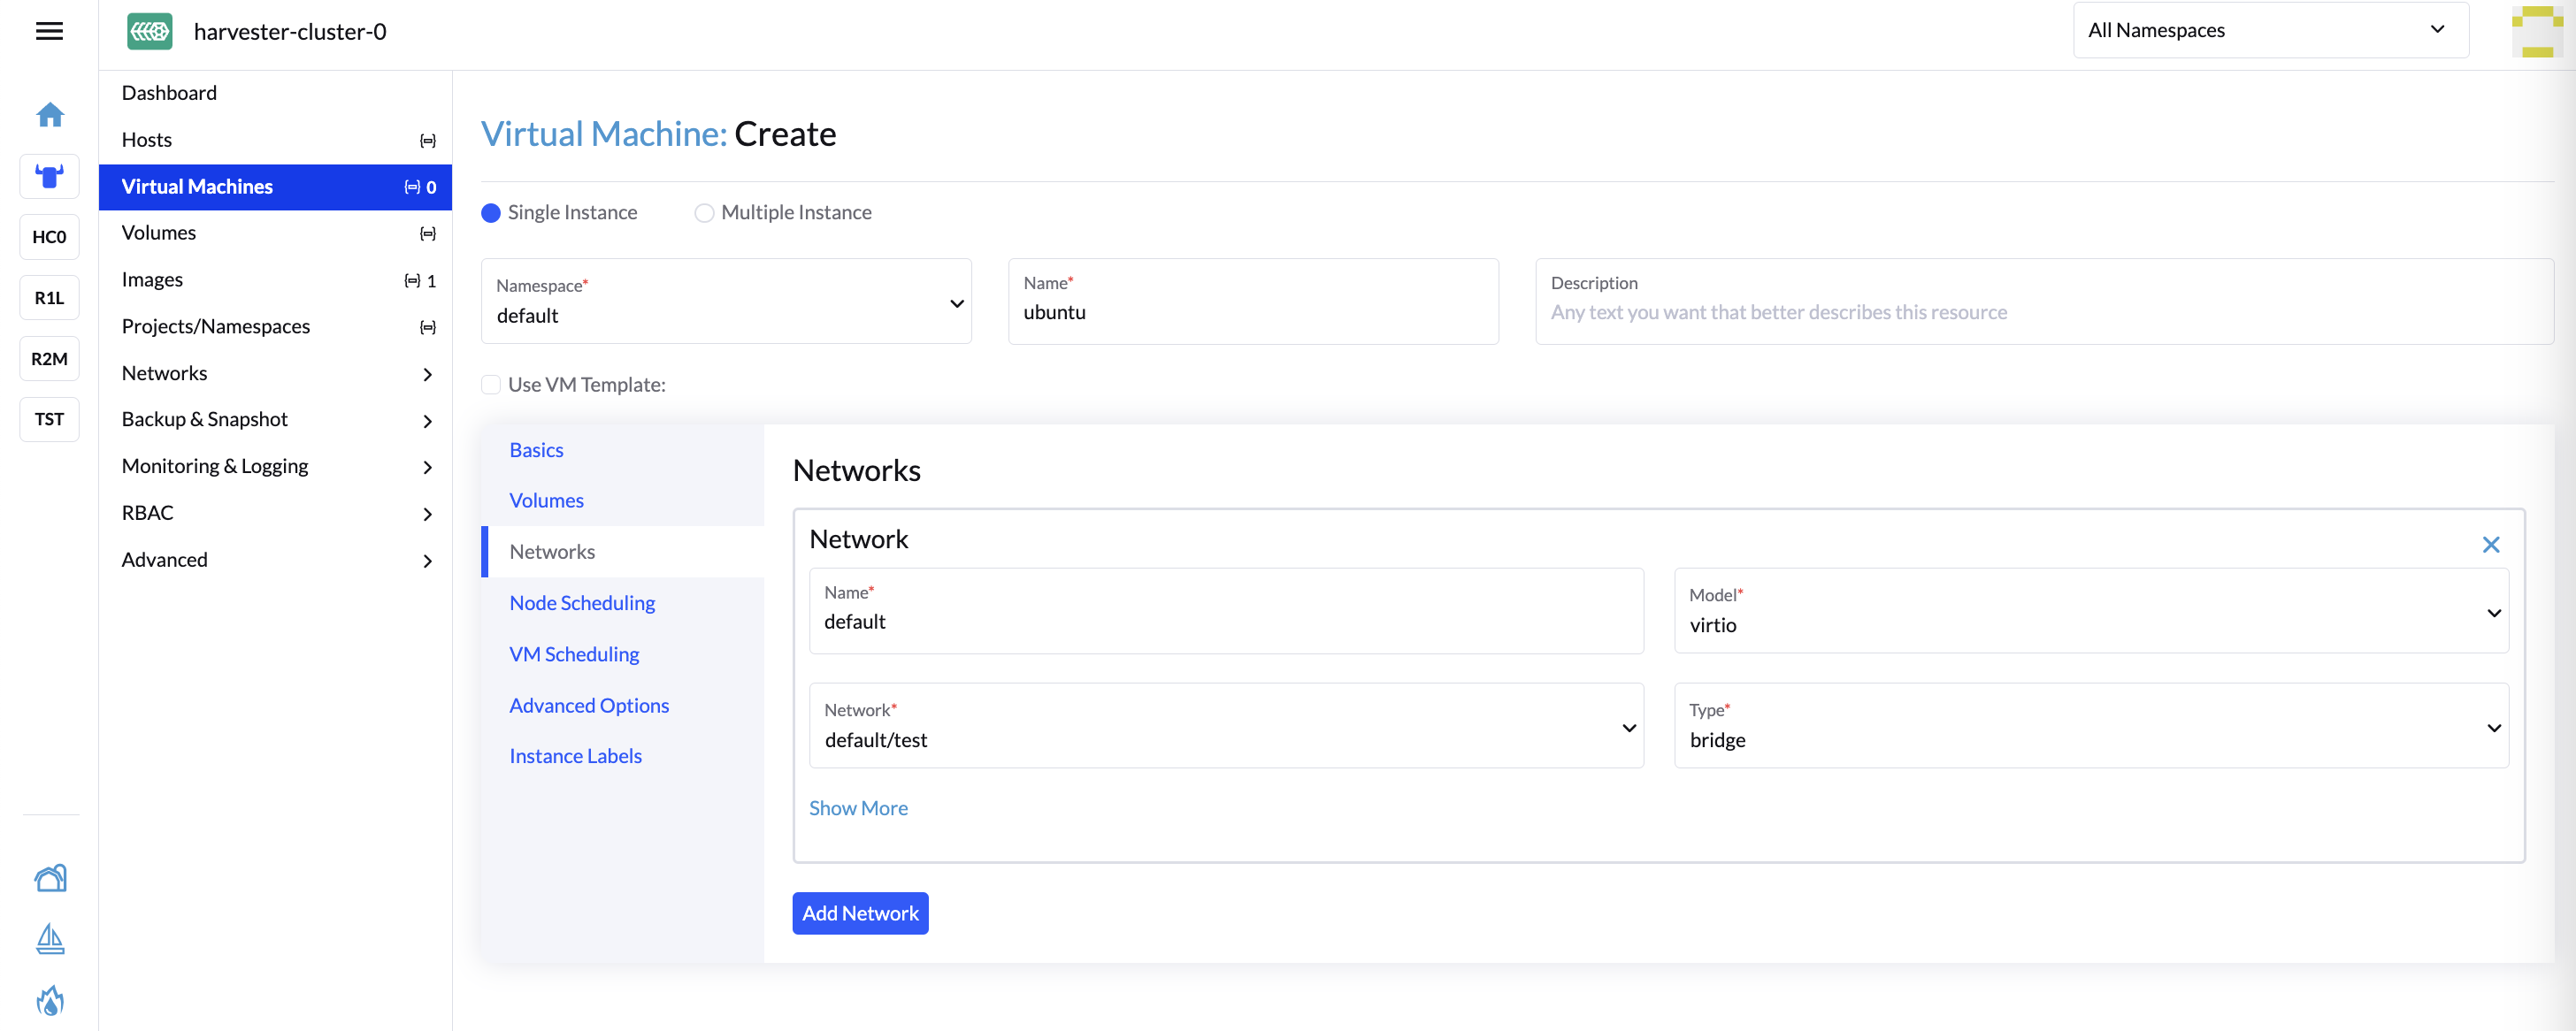 harvester-cluster-0
All Namespaces
HC0
R1L
R2M
TST
Dashboard
Hosts
Virtual Machines 0
Volumes
Images 1
Projects/Namespaces
Networks
Backup & Snapshot
Monitoring & Logging
RBAC
Advanced
Virtual Machine: Create
Single Instance Multiple Instance
Namespace*
default
Name*
ubuntu
Description
Any text you want that better describes this resource
Use VM Template:
Basics
Volumes
Networks
Node Scheduling
VM Scheduling
Advanced Options
Instance Labels
Networks
Network
Name*
default
Model*
virtio
Network*
default/test
Type*
bridge
Show More
Add Network